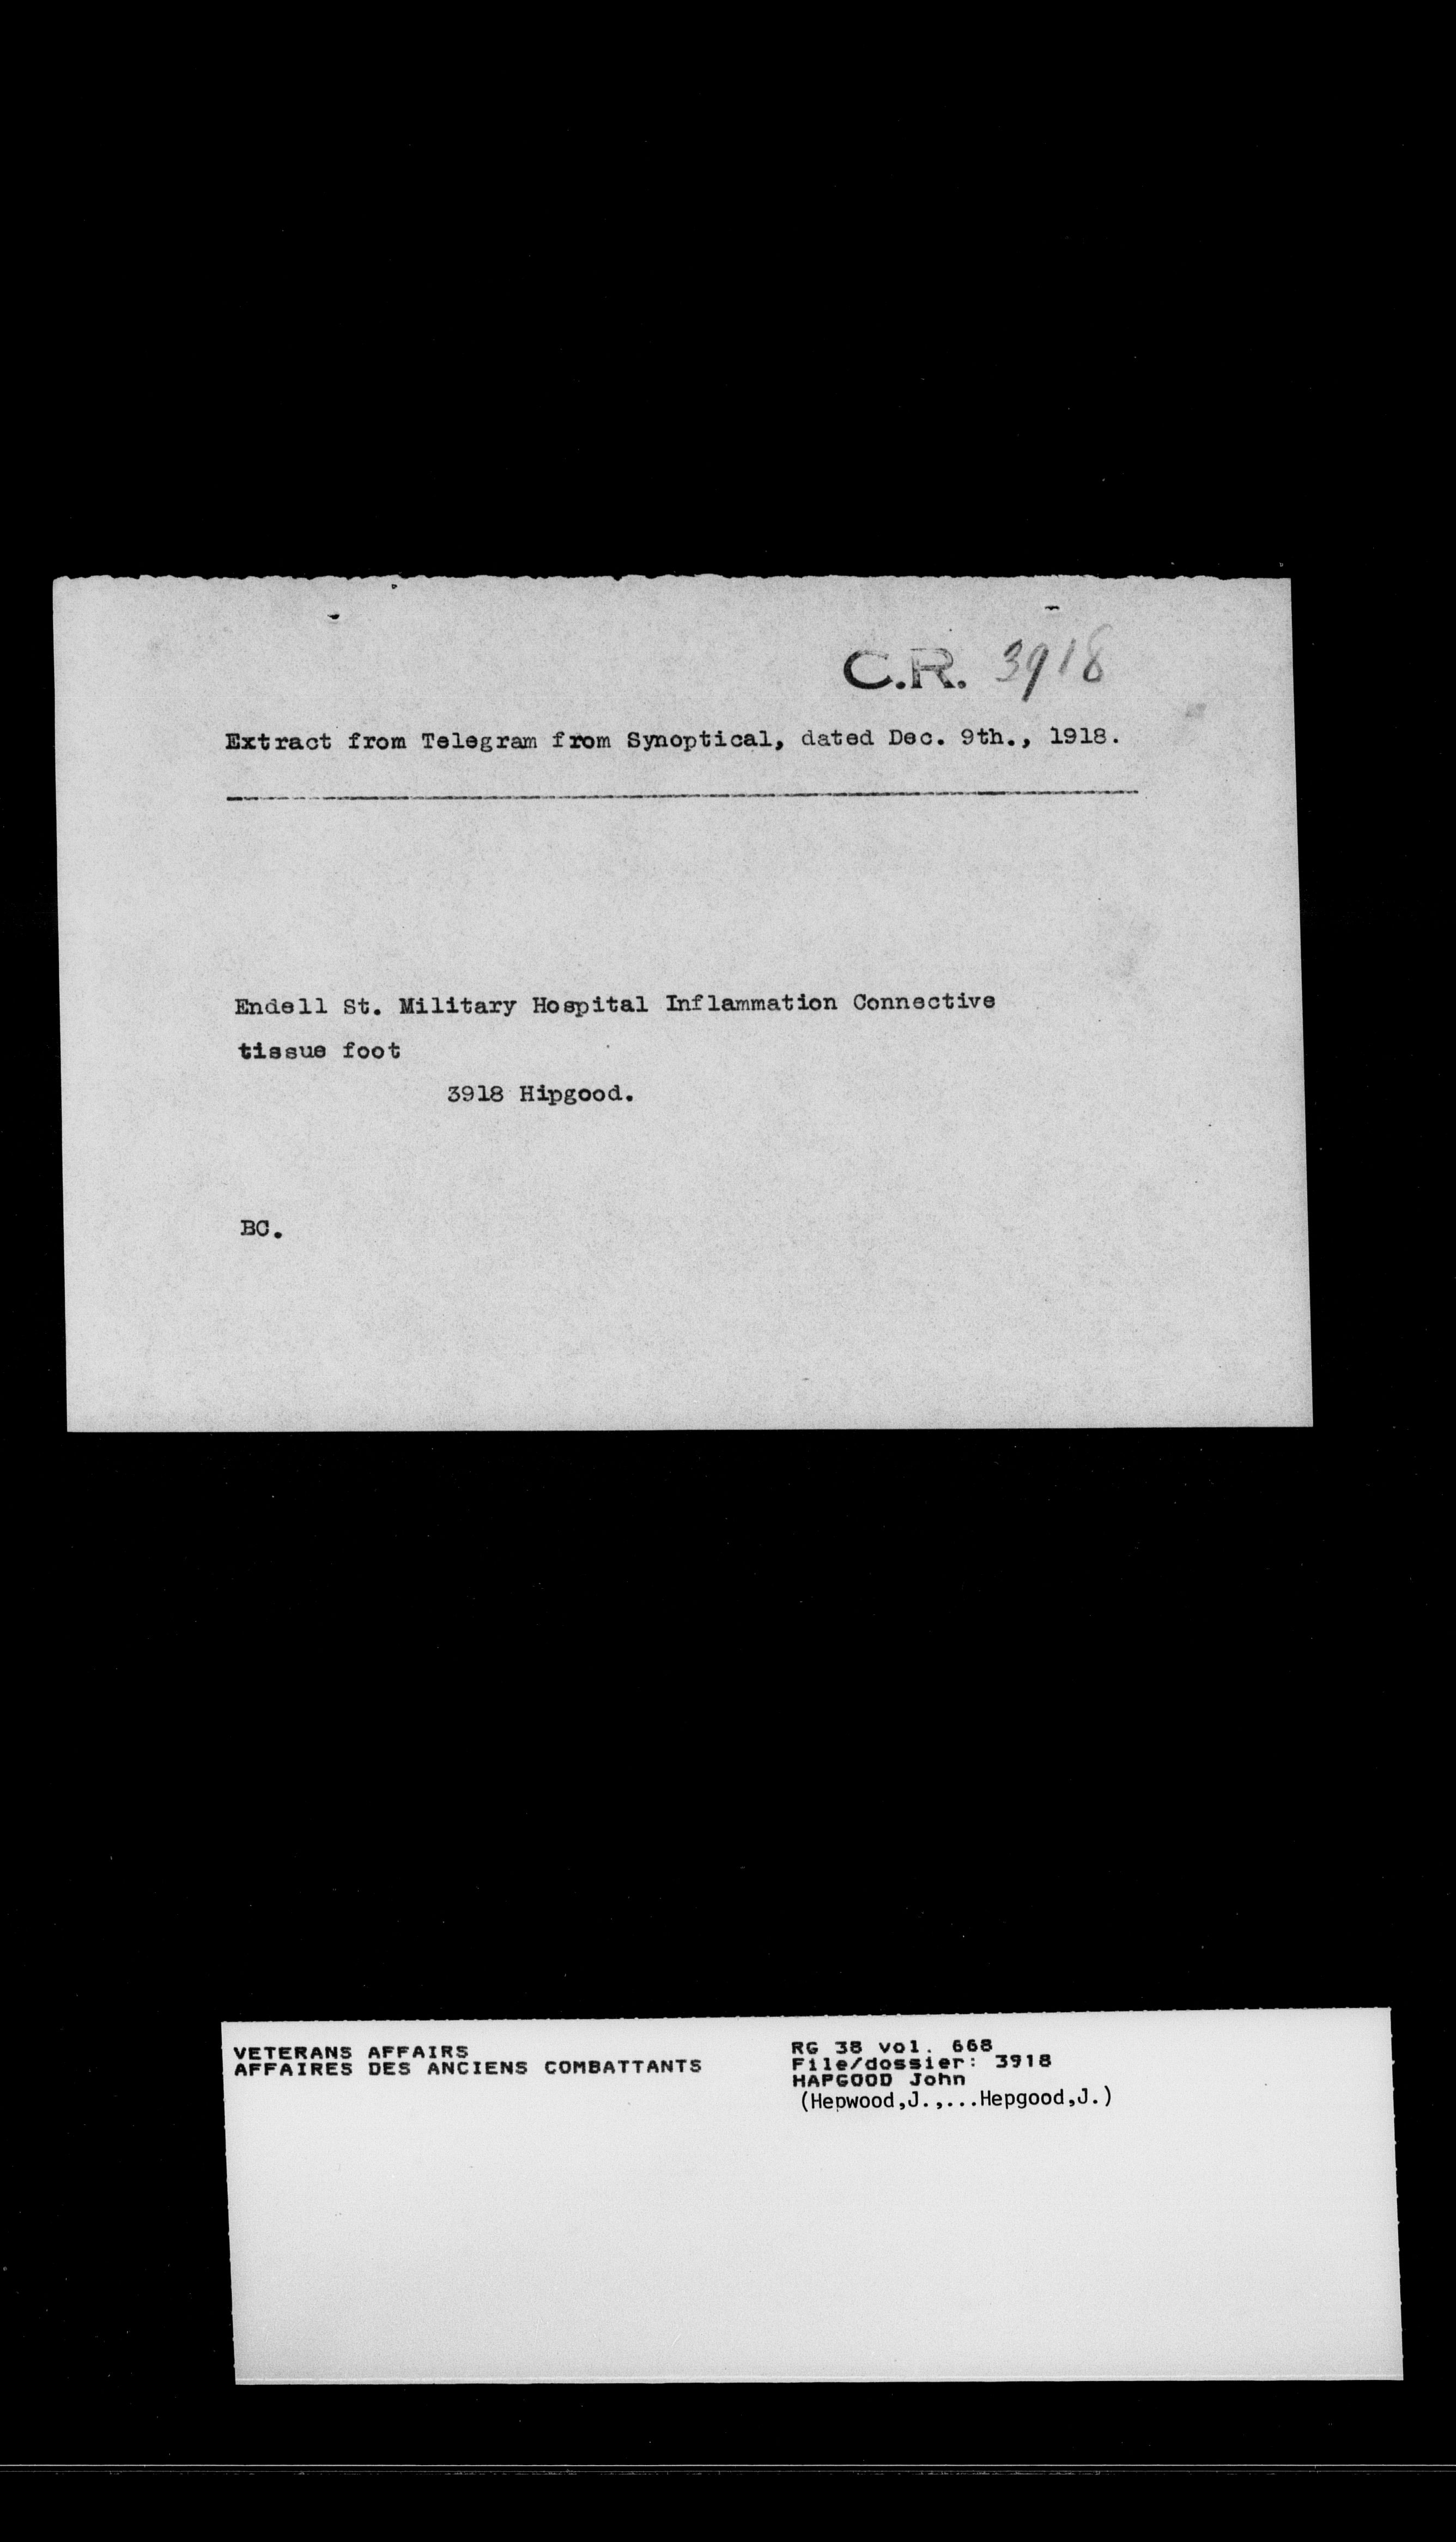 C.R. 3918
Extract from Telegram from Synoptical, dated Dec. 9th., 1918.
Endell St. Military Hospital Inflammation Connective
tissue foot
3918 Hipgood.
BC.
VETERANS AFFAIRS
AFFAIRES DES ANCIENS COMBATTANTS
RG 38 vol. 668
File/dossier: 3918
HAPGOOD John
(Hepwood,J.,...Hepgood,J.)